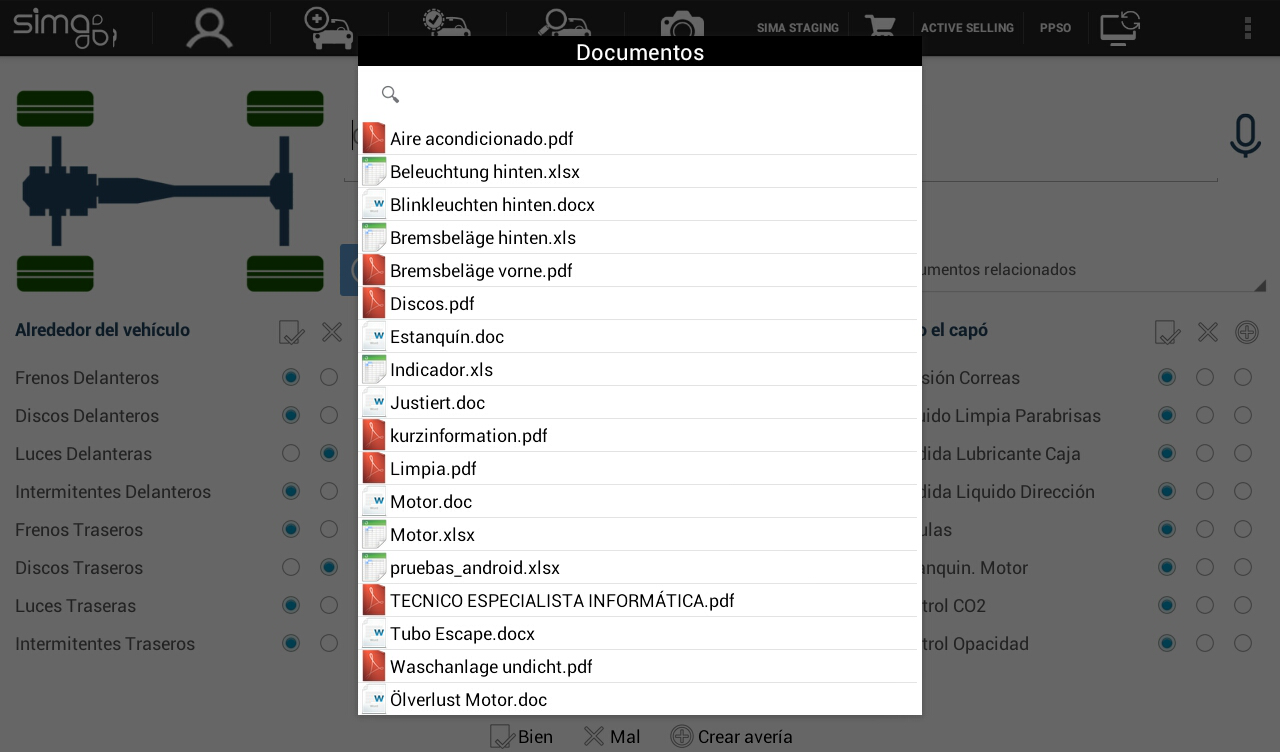 sima
SIMA STAGING
ACTIVE SELLING
PPSO
Documentos
Aire acondicionado.pdf
Beleuchtung hinten.xlsx
Blinkleuchten hinten.docx
Bremsbeläge hinten.xls
Bremsbeläge vorne.pdf
Discos.pdf
Estanquín.doc
Indicador.xls
Justiert.doc
kurzinformation.pdf
Limpia.pdf
Motor.doc
Motor.xlsx
pruebas_android.xlsx
TECNICO ESPECIALISTA INFORMÁTICA.pdf
Tubo Escape.docx
Waschanlage undicht.pdf
Ölverlust Motor.doc
umentos relacionados
Alrededor del vehículo
Frenos Delanteros
Discos Delanteros
Luces Delanteras
Intermitentes Delanteros
Frenos Traseros
Discos Traseros
Luces Traseras
Intermitentes Traseros
o el capó
sión Correas
uido Limpia Parabrisas
dida Lubricante Caja
dida Liquido Dirección
ulas
anquin. Motor
trol CO2
trol Opacidad
Bien
Mal
Crear avería